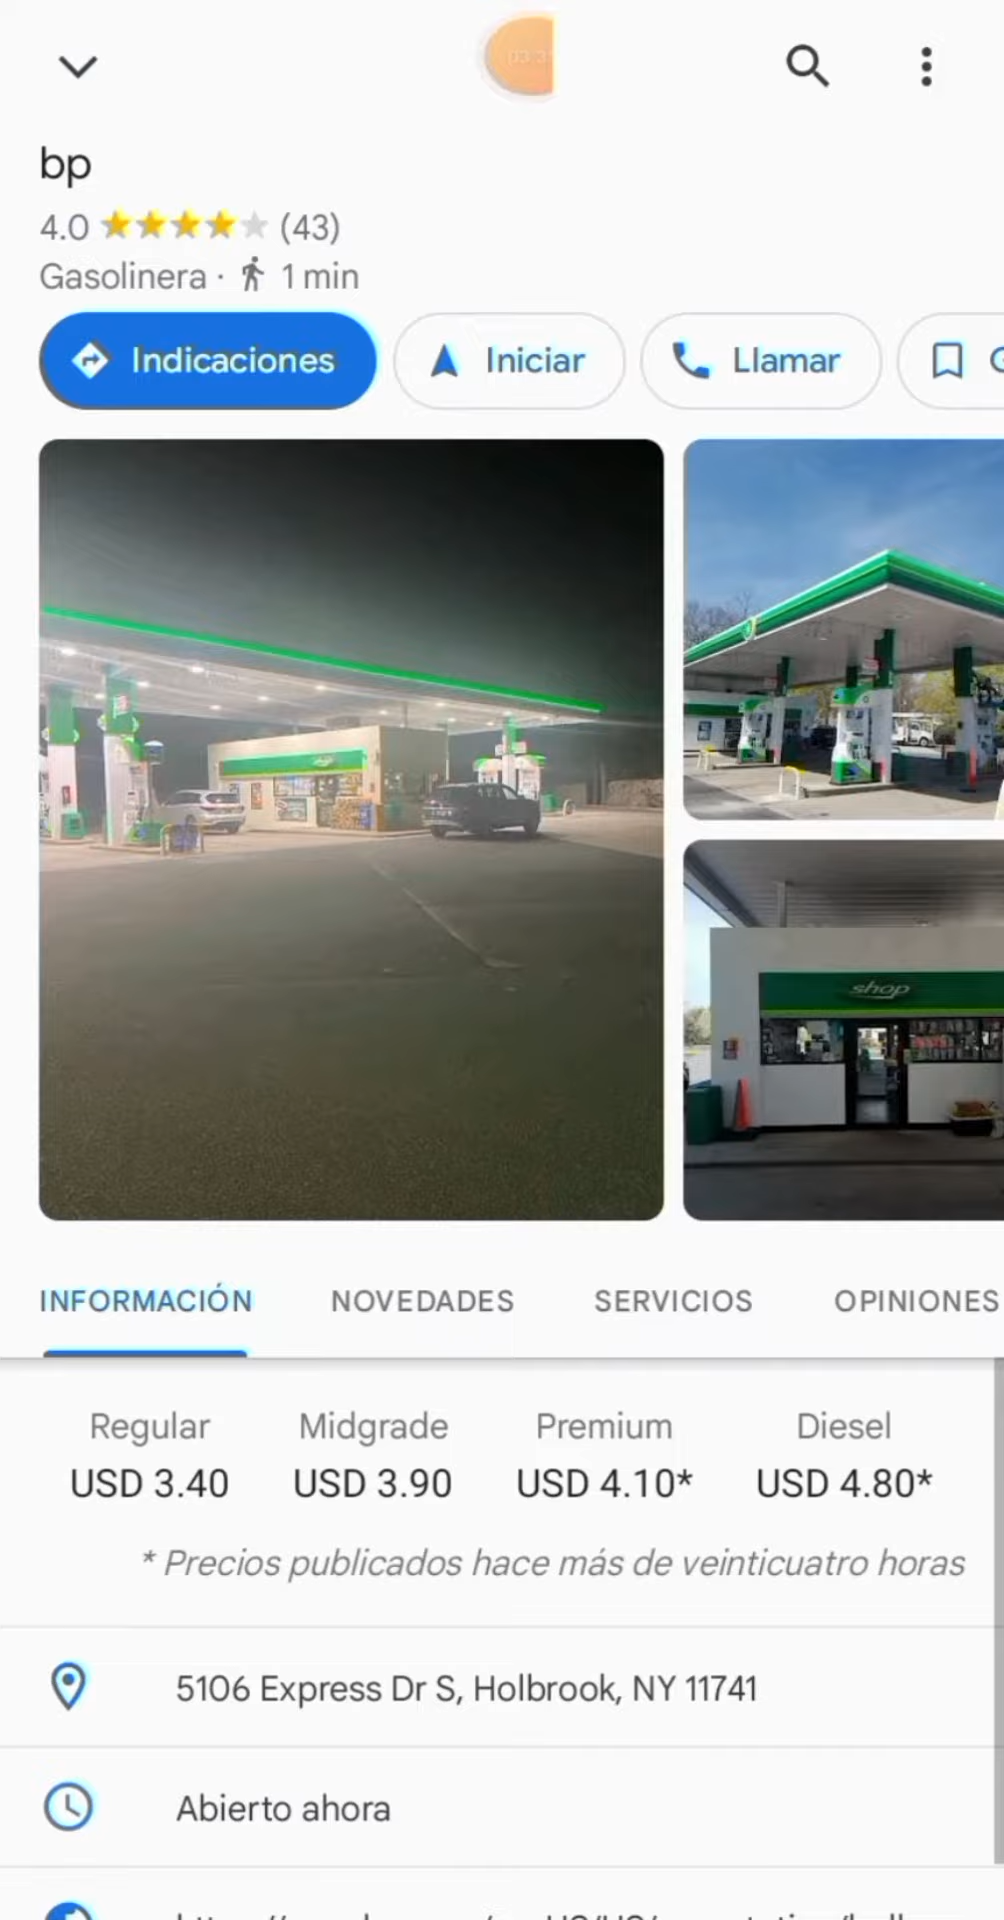 bp
4.0 (43)
Gasolinera · 1 min
Indicaciones Iniciar Llamar
shop
INFORMACIÓN NOVEDADES SERVICIOS OPINIONES
Regular Midgrade Premium Diesel
USD 3.40 USD 3.90 USD 4.10* USD 4.80*
* Precios publicados hace más de veinticuatro horas
5106 Express Dr S, Holbrook, NY 11741
Abierto ahora